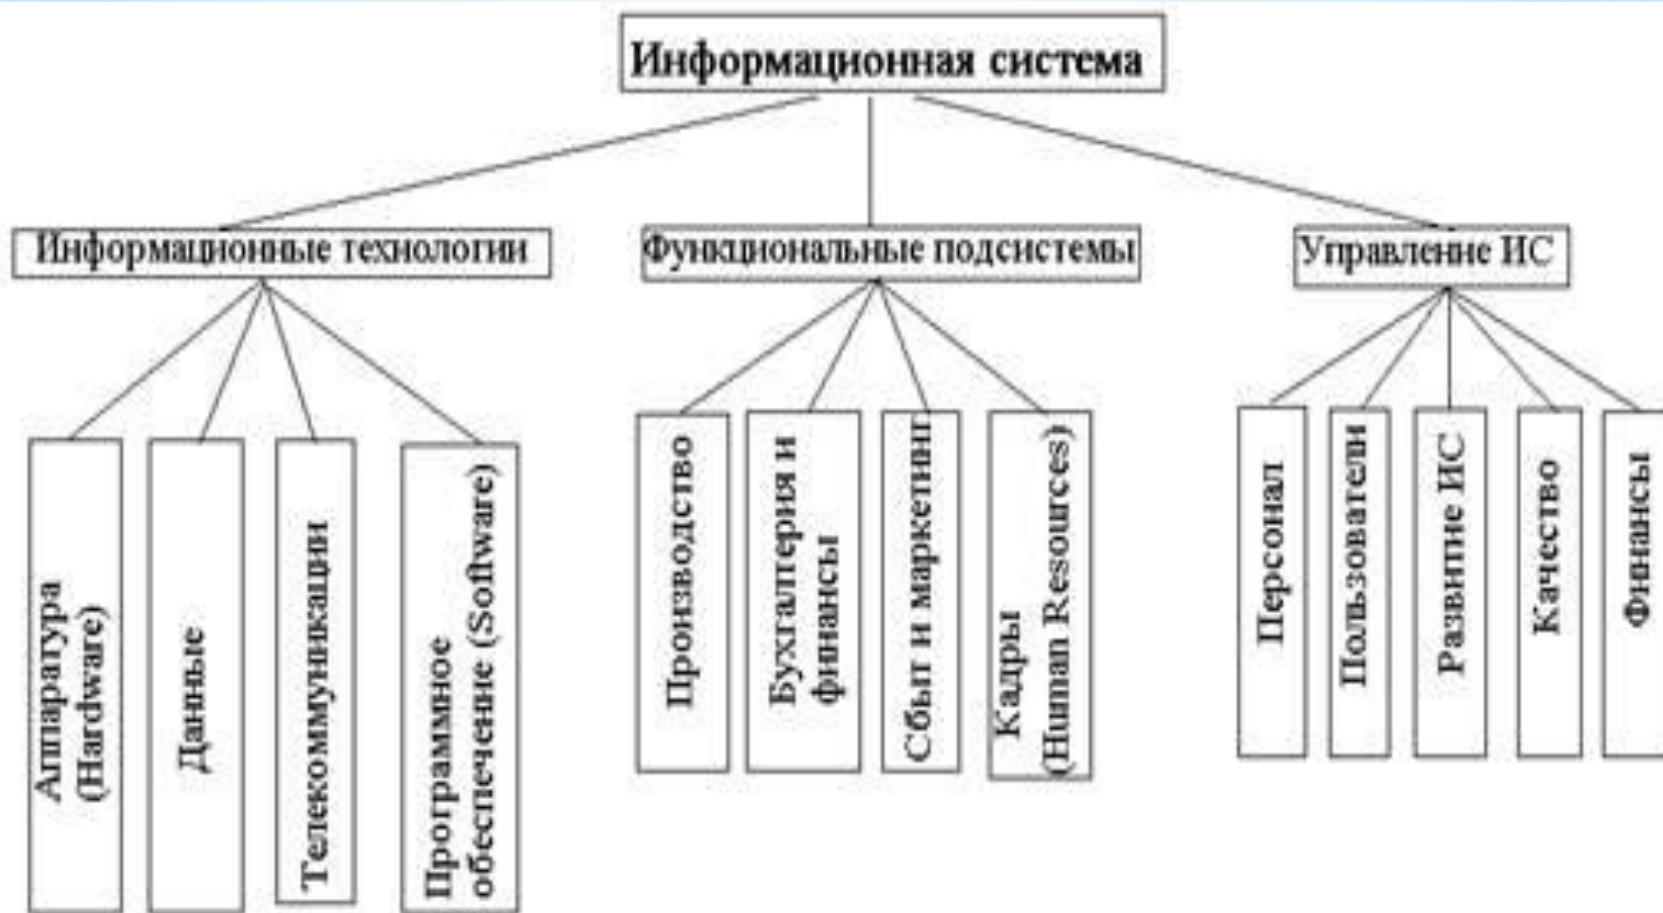 Информационная система
Информационные технологии
Функциональные подсистемы
Управление ИС
Аппаратура
(Hardware)
Данные
Телекоммуникации
Программное
обеспечение (Software)
Производство
Бухгалтерия и
финансы
Сбыт и маркетинг
Кадры
(Human Resources)
Персонал
Пользователи
Развитие ИС
Качество
Финансы